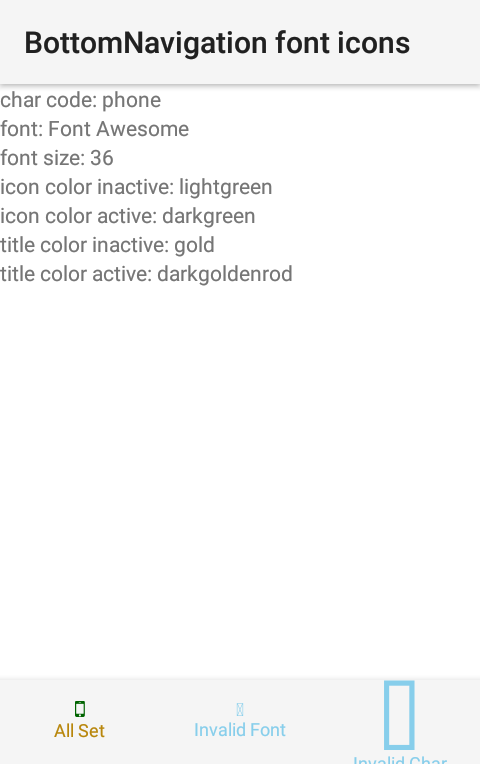 BottomNavigation font icons
char code: phone
font: Font Awesome
font size: 36
icon color inactive: lightgreen
icon color active: darkgreen
title color inactive: gold
title color active: darkgoldenrod
All Set
Invalid Font
Invalid Char